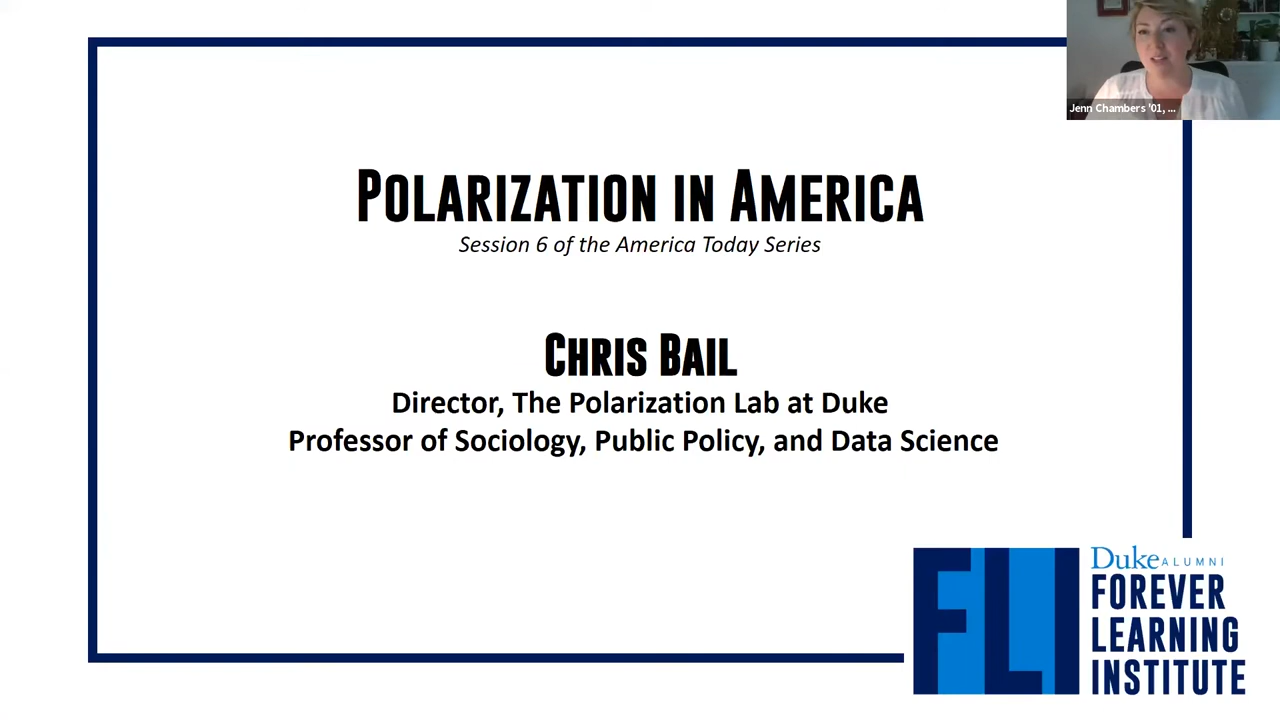 Jenn Chambers '01, ...
POLARIZATION IN AMERICA
Session 6 of the America Today Series
CHRIS BAIL
Director, The Polarization Lab at Duke
Professor of Sociology, Public Policy, and Data Science
FLI
Duke ALUMNI
FOREVER
LEARNING
INSTITUTE